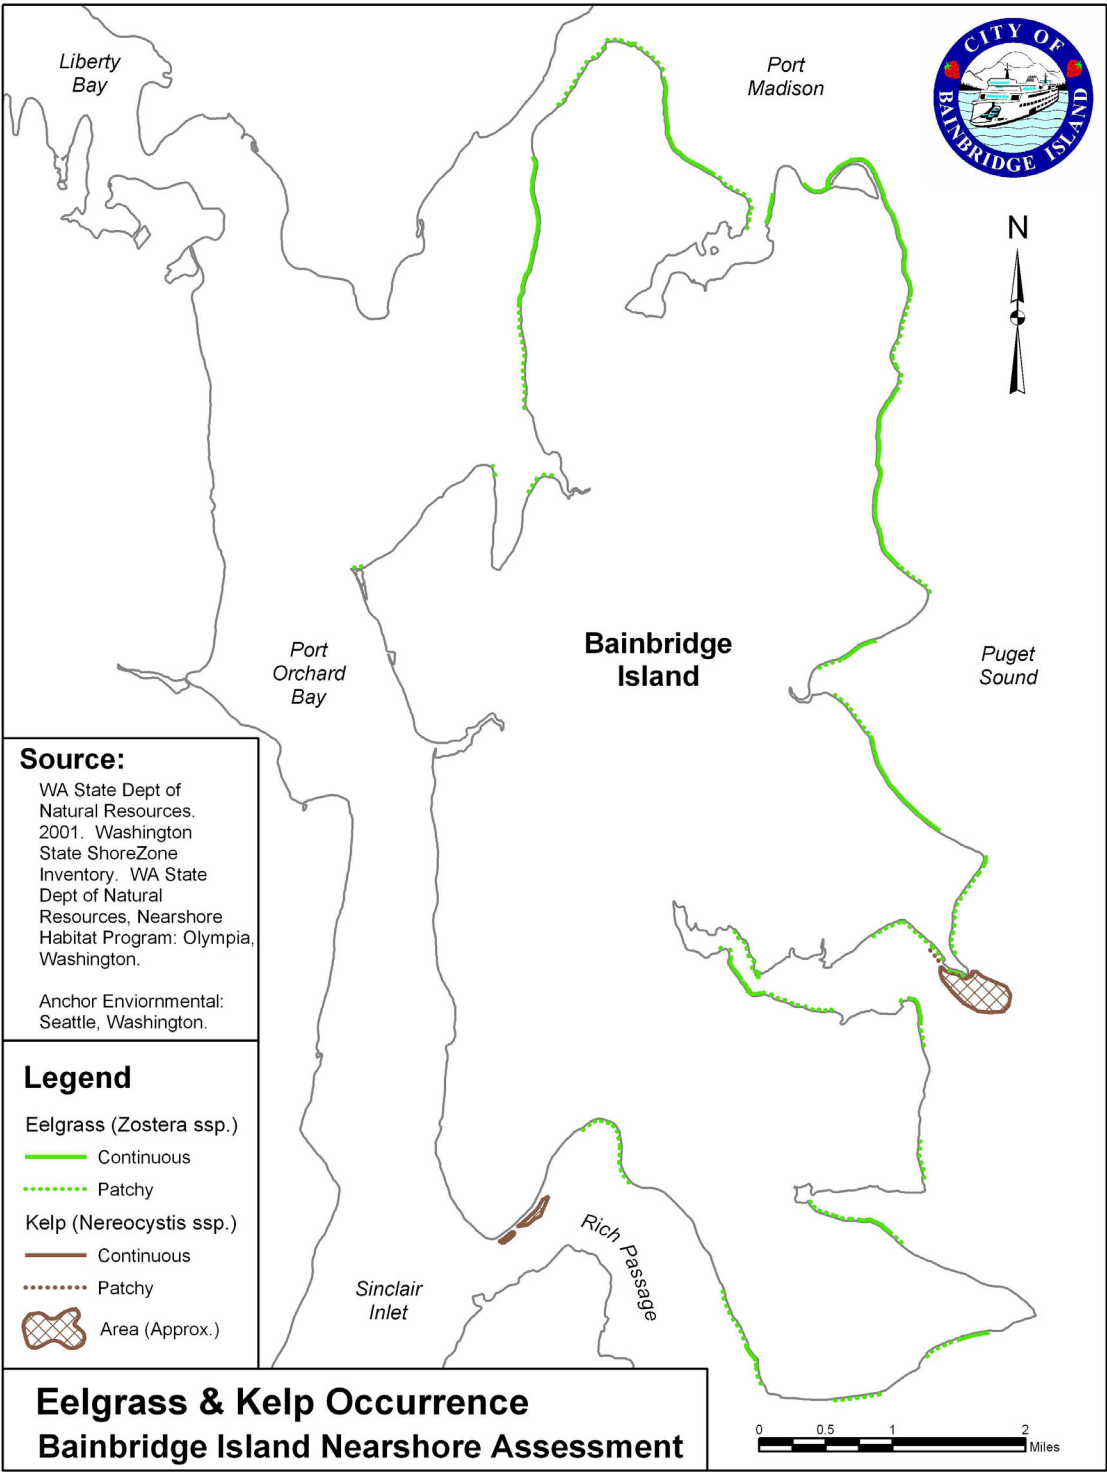 Liberty
Bay
Port
Madison
CITY OF
BAINBRIDGE ISLAND
N
Bainbridge
Island
Port
Orchard
Bay
Puget
Sound
Source:
WA State Dept of
Natural Resources.
2001. Washington
State ShoreZone
Inventory. WA State
Dept of Natural
Resources, Nearshore
Habitat Program: Olympia,
Washington.
Anchor Enviornmental:
Seattle, Washington.
Legend
Eelgrass (Zostera ssp.)
Continuous
Patchy
Kelp (Nereocystis ssp.)
Continuous
Patchy
Area (Approx.)
Rich Passage
Sinclair
Inlet
Eelgrass & Kelp Occurrence
Bainbridge Island Nearshore Assessment
0 0.5 1 2
Miles